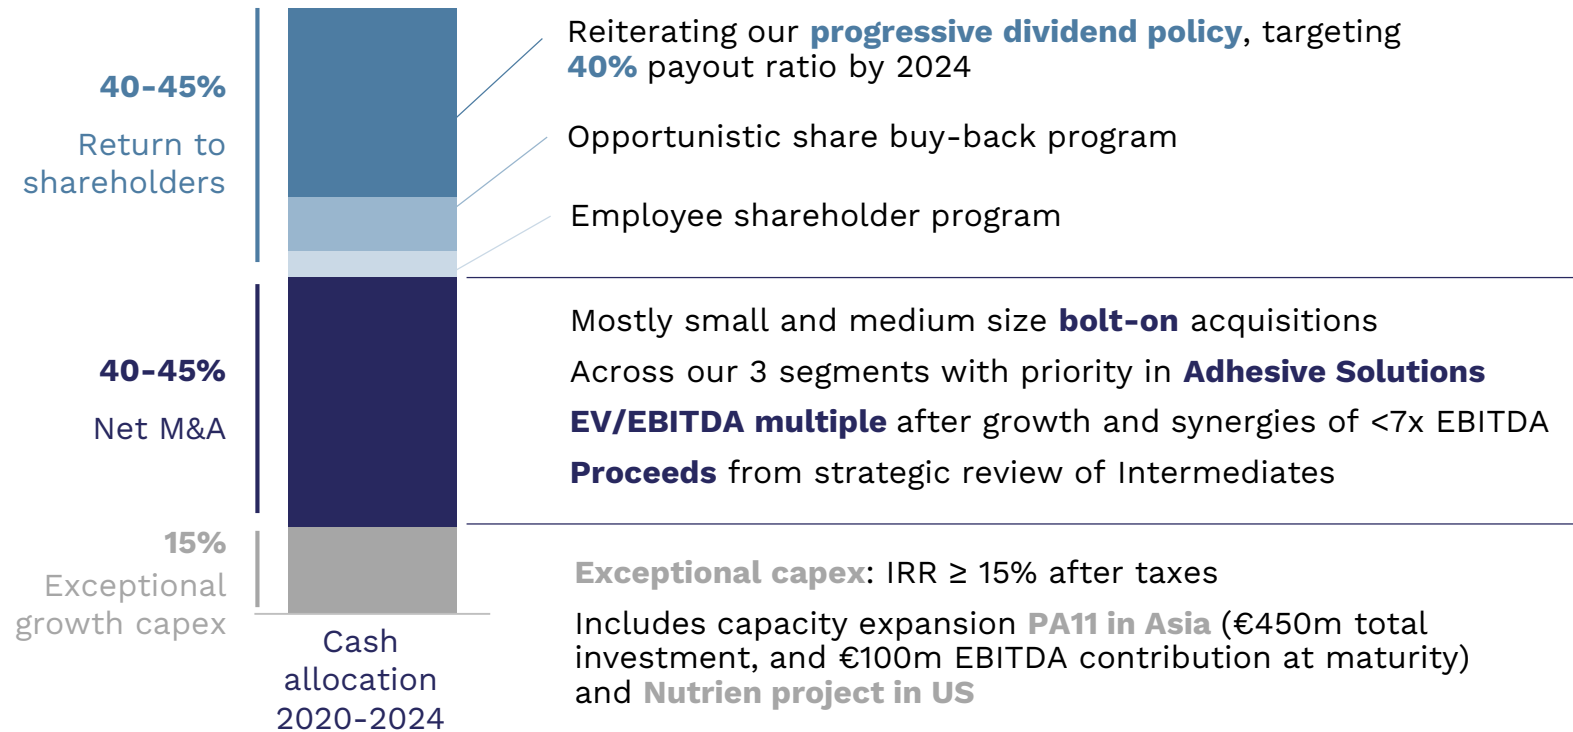 40-45%
Return to
shareholders
Reiterating our progressive dividend policy, targeting
40% payout ratio by 2024
Opportunistic share buy-back program
Employee shareholder program
40-45%
Net M&A
Mostly small and medium size bolt-on acquisitions
Across our 3 segments with priority in Adhesive Solutions
EV/EBITDA multiple after growth and synergies of <7x EBITDA
Proceeds from strategic review of Intermediates
15%
Exceptional
growth capex
Exceptional capex: IRR ≥ 15% after taxes
Includes capacity expansion PA11 in Asia (€450m total
investment, and €100m EBITDA contribution at maturity)
and Nutrien project in US
Cash
allocation
2020-2024